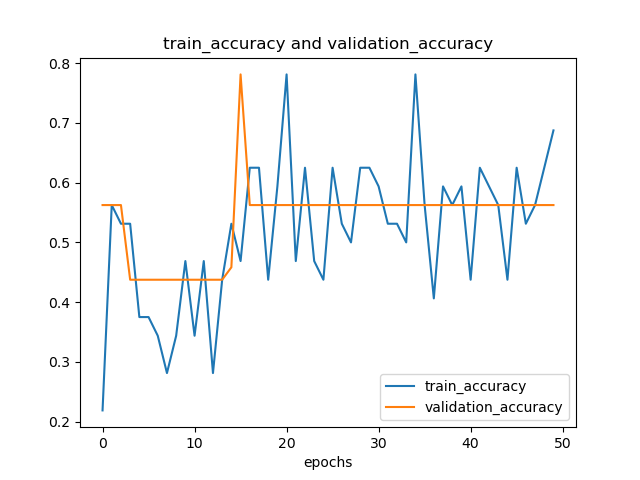 train_accuracy and validation_accuracy
0.8
0.7
0.6
0.5
0.4
0.3
0.2
train_accuracy
validation_accuracy
0 10 20 30 40 50
epochs